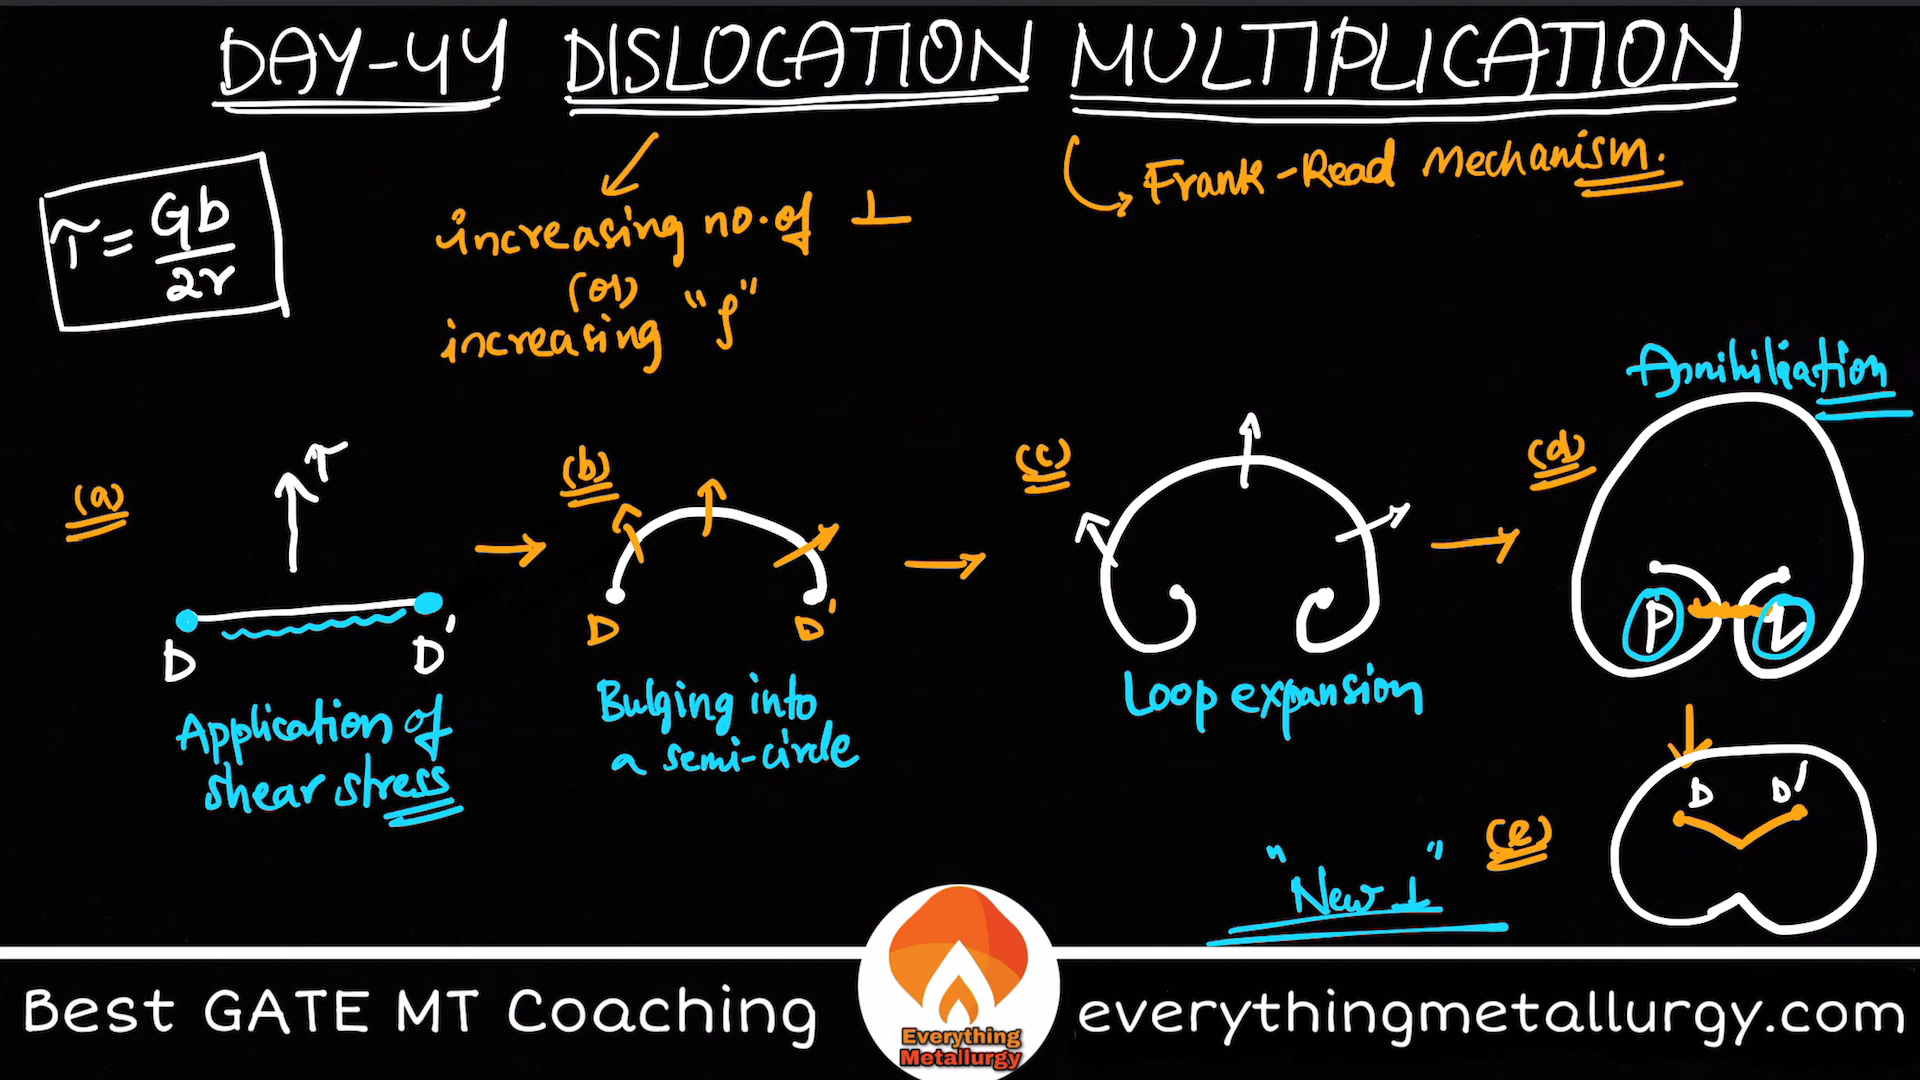 DAY-44 DISLOCATION MULTIPLICATION
Frank-Read Mechanism.
τ = Gb/2r
increasing no. of ⊥
(or)
increasing "ρ"
(a)
τ
D D'
Application of
shear stress
(b)
D D'
Bulging into
a semi-circle
(c)
Loop expansion
Annihilation
(d)
P
(e)
D D'
"New ⊥"
Best GATE MT Coaching
Everything
Metallurgy
everythingmetallurgy.com